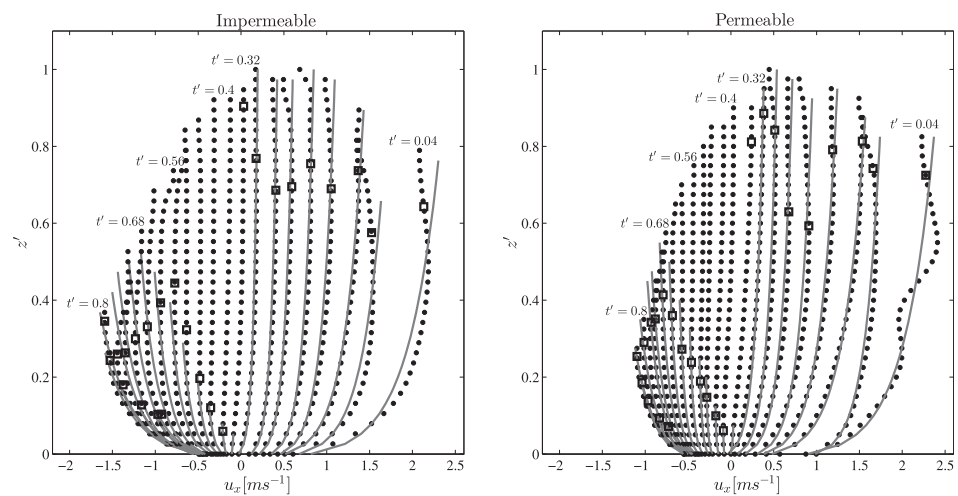 Impermeable
Permeable
1
0.8
0.6
0.4
0.2
0
z′
t′ = 0.32
t′ = 0.4
t′ = 0.04
t′ = 0.56
t′ = 0.68
t′ = 0.8
−2 −1.5 −1 −0.5 0 0.5 1 1.5 2 2.5
u_x[ms⁻¹]
1
0.8
0.6
0.4
0.2
0
z′
t′ = 0.32
t′ = 0.4
t′ = 0.04
t′ = 0.56
t′ = 0.68
t′ = 0.8
−2 −1.5 −1 −0.5 0 0.5 1 1.5 2 2.5
u_x[ms⁻¹]